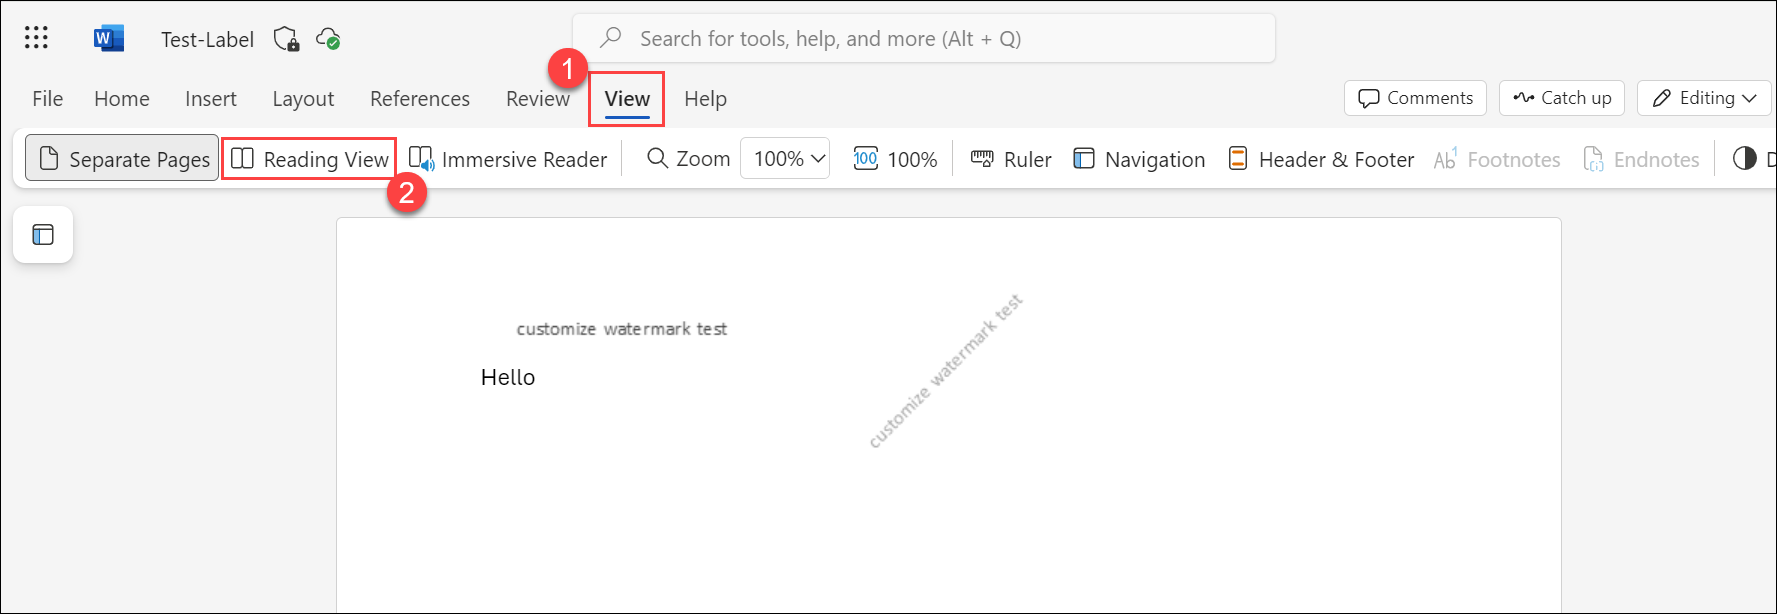 W Test-Label Search for tools, help, and more (Alt + Q)
1
File Home Insert Layout References Review View Help Comments Catch up Editing
Separate Pages Reading View Immersive Reader Zoom 100% 100 100% Ruler Navigation Header & Footer Ab1 Footnotes Endnotes D
2
customize watermark test
customize watermark test
Hello